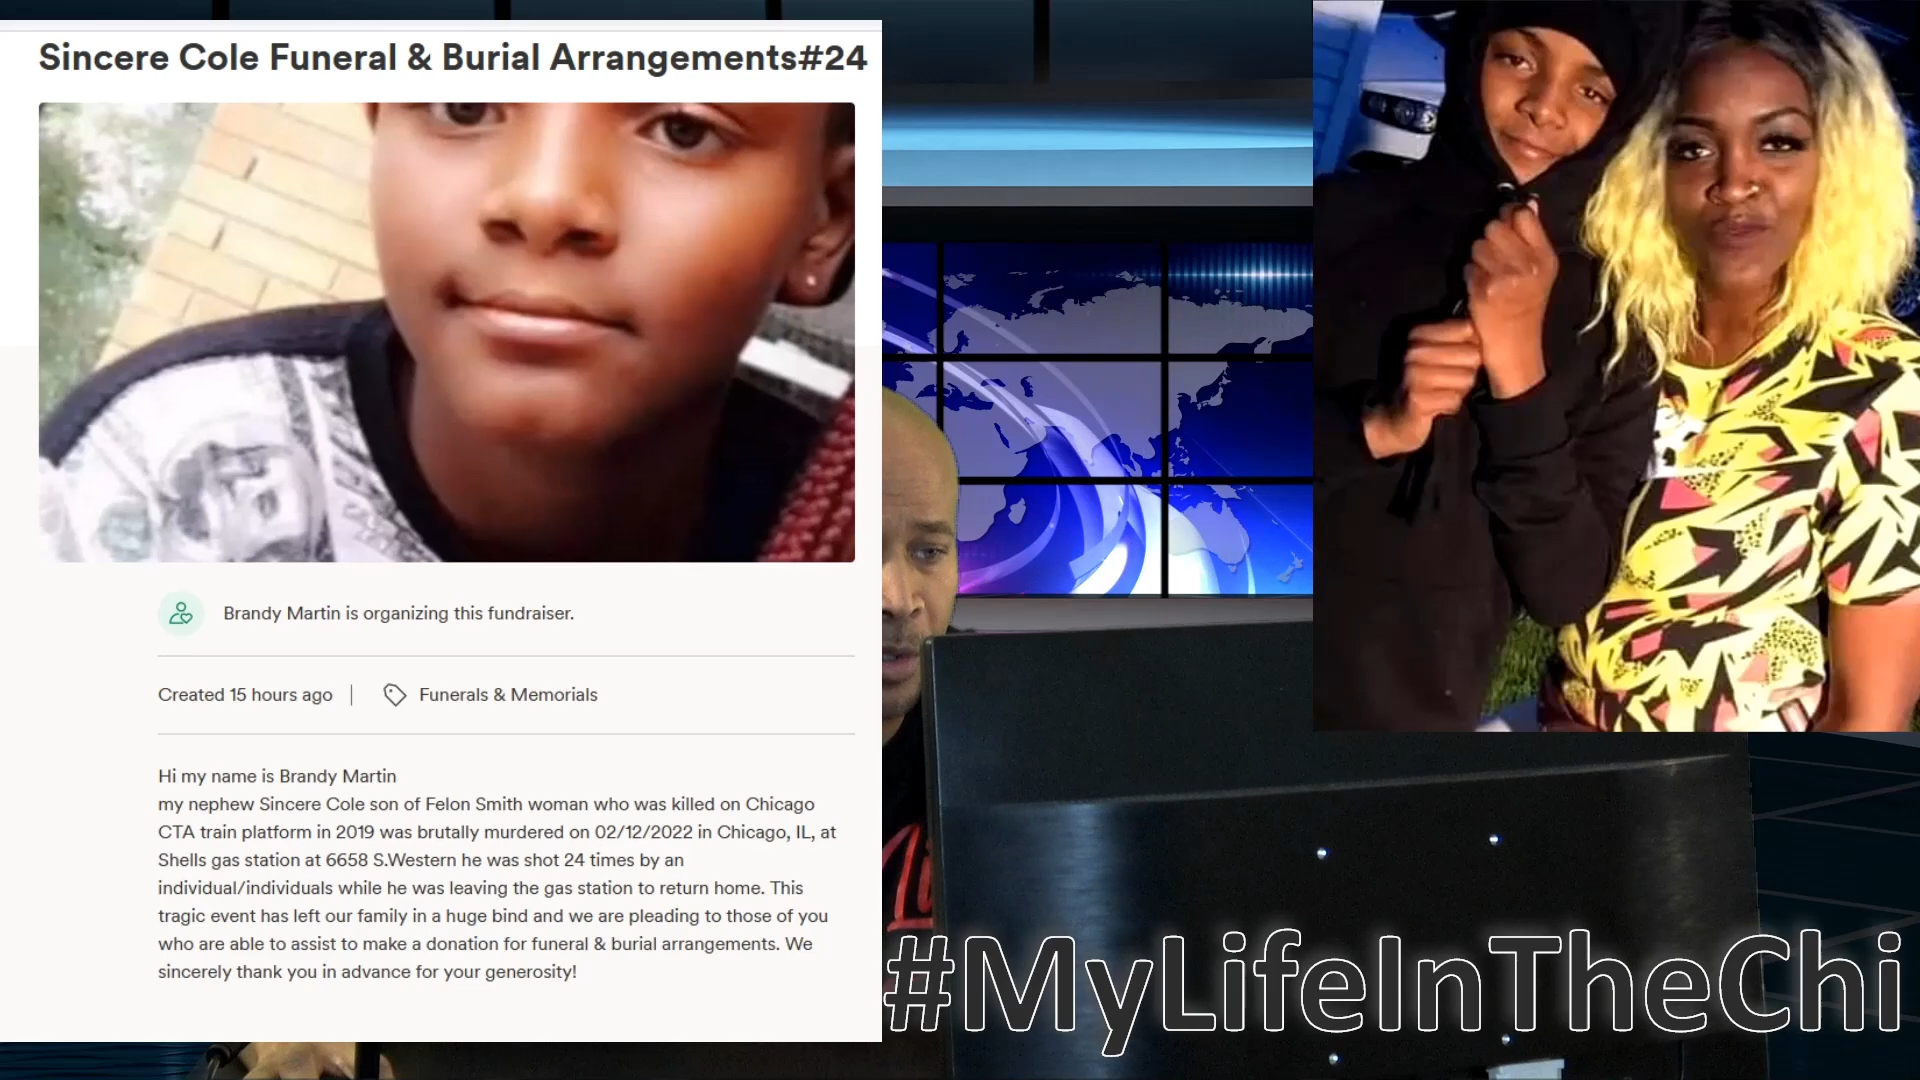 Sincere Cole Funeral & Burial Arrangements#24
Brandy Martin is organizing this fundraiser.
Created 15 hours ago | Funerals & Memorials
Hi my name is Brandy Martin
my nephew Sincere Cole son of Felon Smith woman who was killed on Chicago
CTA train platform in 2019 was brutally murdered on 02/12/2022 in Chicago, IL, at
Shells gas station at 6658 S.Western he was shot 24 times by an
individual/individuals while he was leaving the gas station to return home. This
tragic event has left our family in a huge bind and we are pleading to those of you
who are able to assist to make a donation for funeral & burial arrangements. We
sincerely thank you in advance for your generosity!
#MyLifeInTheChi